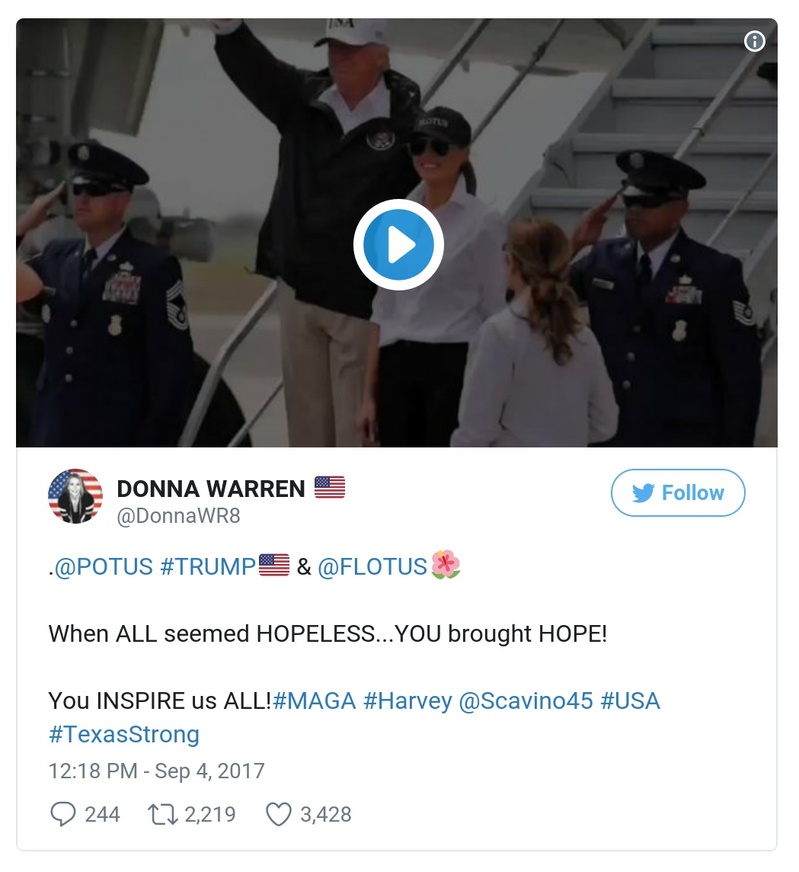 USA
FLOTUS
DONNA WARREN 🇺🇸
Follow
@DonnaWR8
.@POTUS #TRUMP🇺🇸 & @FLOTUS🌺
When ALL seemed HOPELESS...YOU brought HOPE!
You INSPIRE us ALL!#MAGA #Harvey @Scavino45 #USA
#TexasStrong
12:18 PM - Sep 4, 2017
244 2,219 3,428